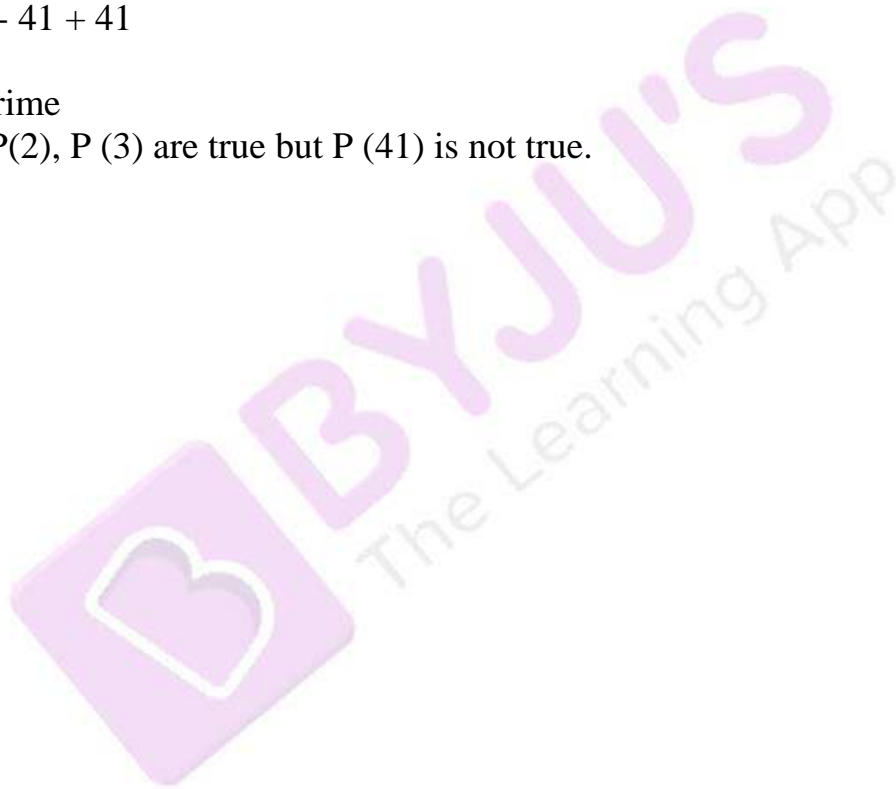 - 41 + 41
rime
P(2), P (3) are true but P (41) is not true.
BYJU'S
The Learning App